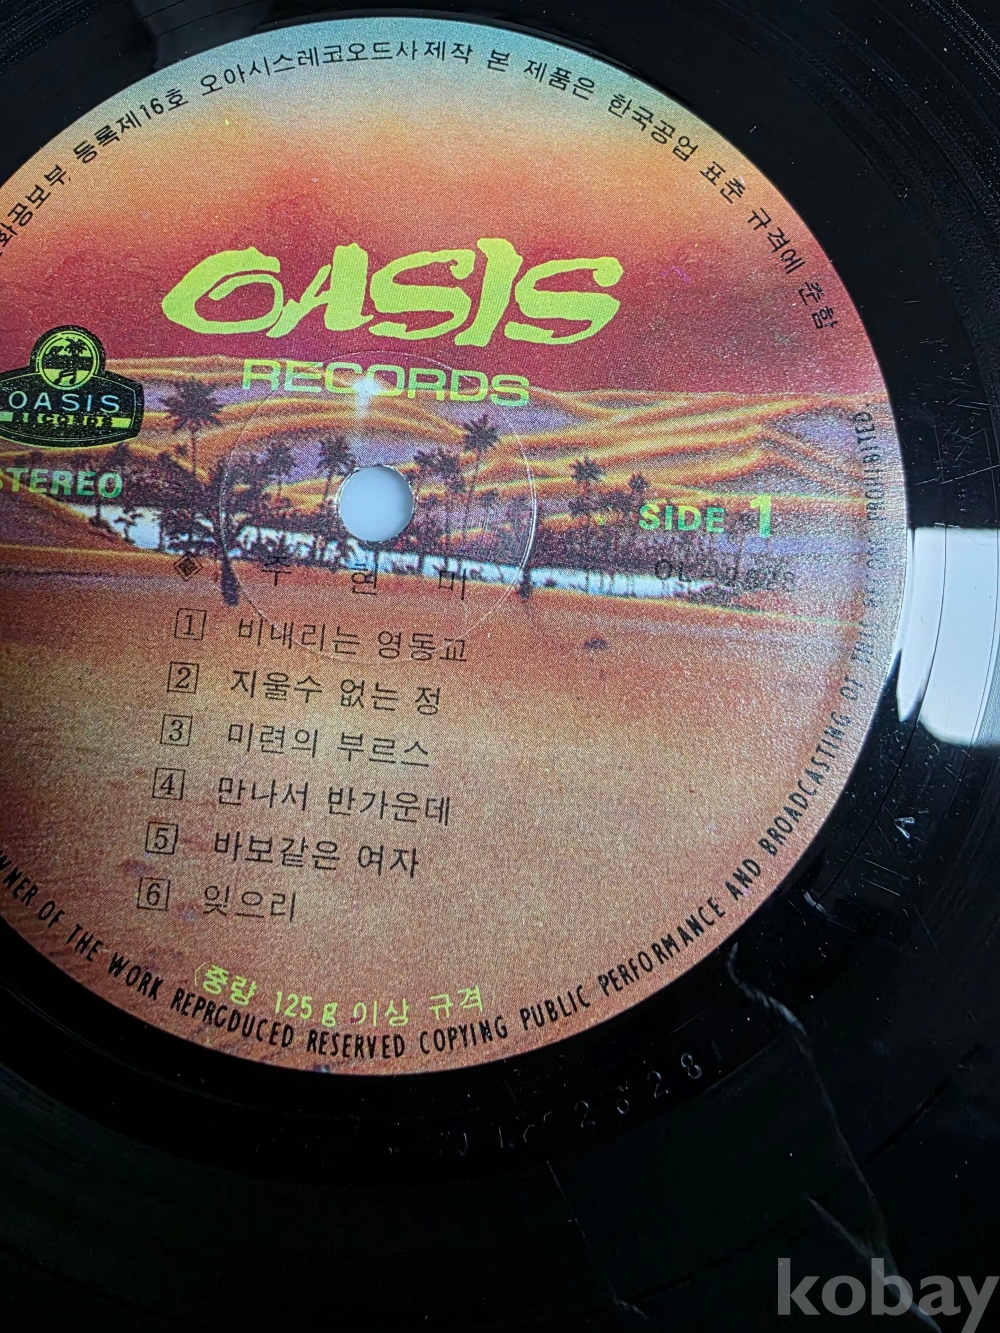 화공보부 등록제16호 오아시스레코오드사제작 본 제품은 한국공업 표준 규격에 준함
OASIS
RECORDS
OASIS
RECORDS
STEREO
SIDE 1
주 현 미
1 비내리는 영동교
2 지울수 없는 정
3 미련의 부르스
4 만나서 반가운데
5 바보같은 여자
6 잊으리
(중량 125g 이상 규격)
OWNER OF THE WORK REPRODUCED RESERVED COPYING PUBLIC PERFORMANCE AND BROADCASTING OF THIS RECORD PROHIBITED
kobay